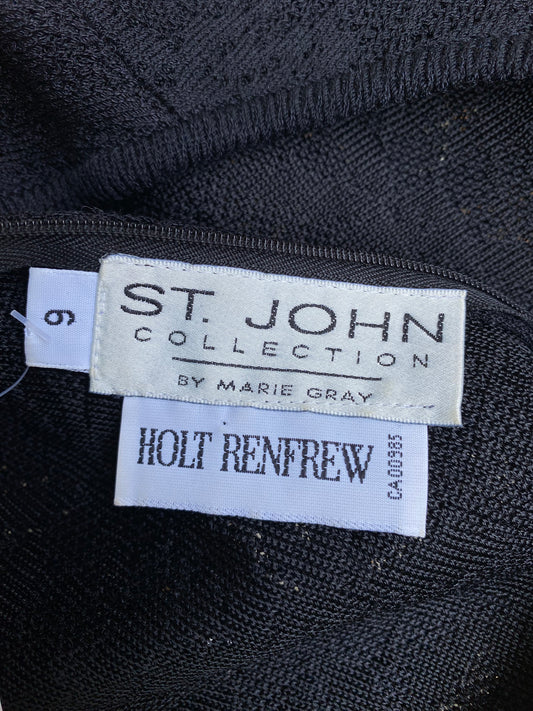 6
ST. JOHN
COLLECTION
BY MARIE GRAY
HOLT RENFREW
CA00985